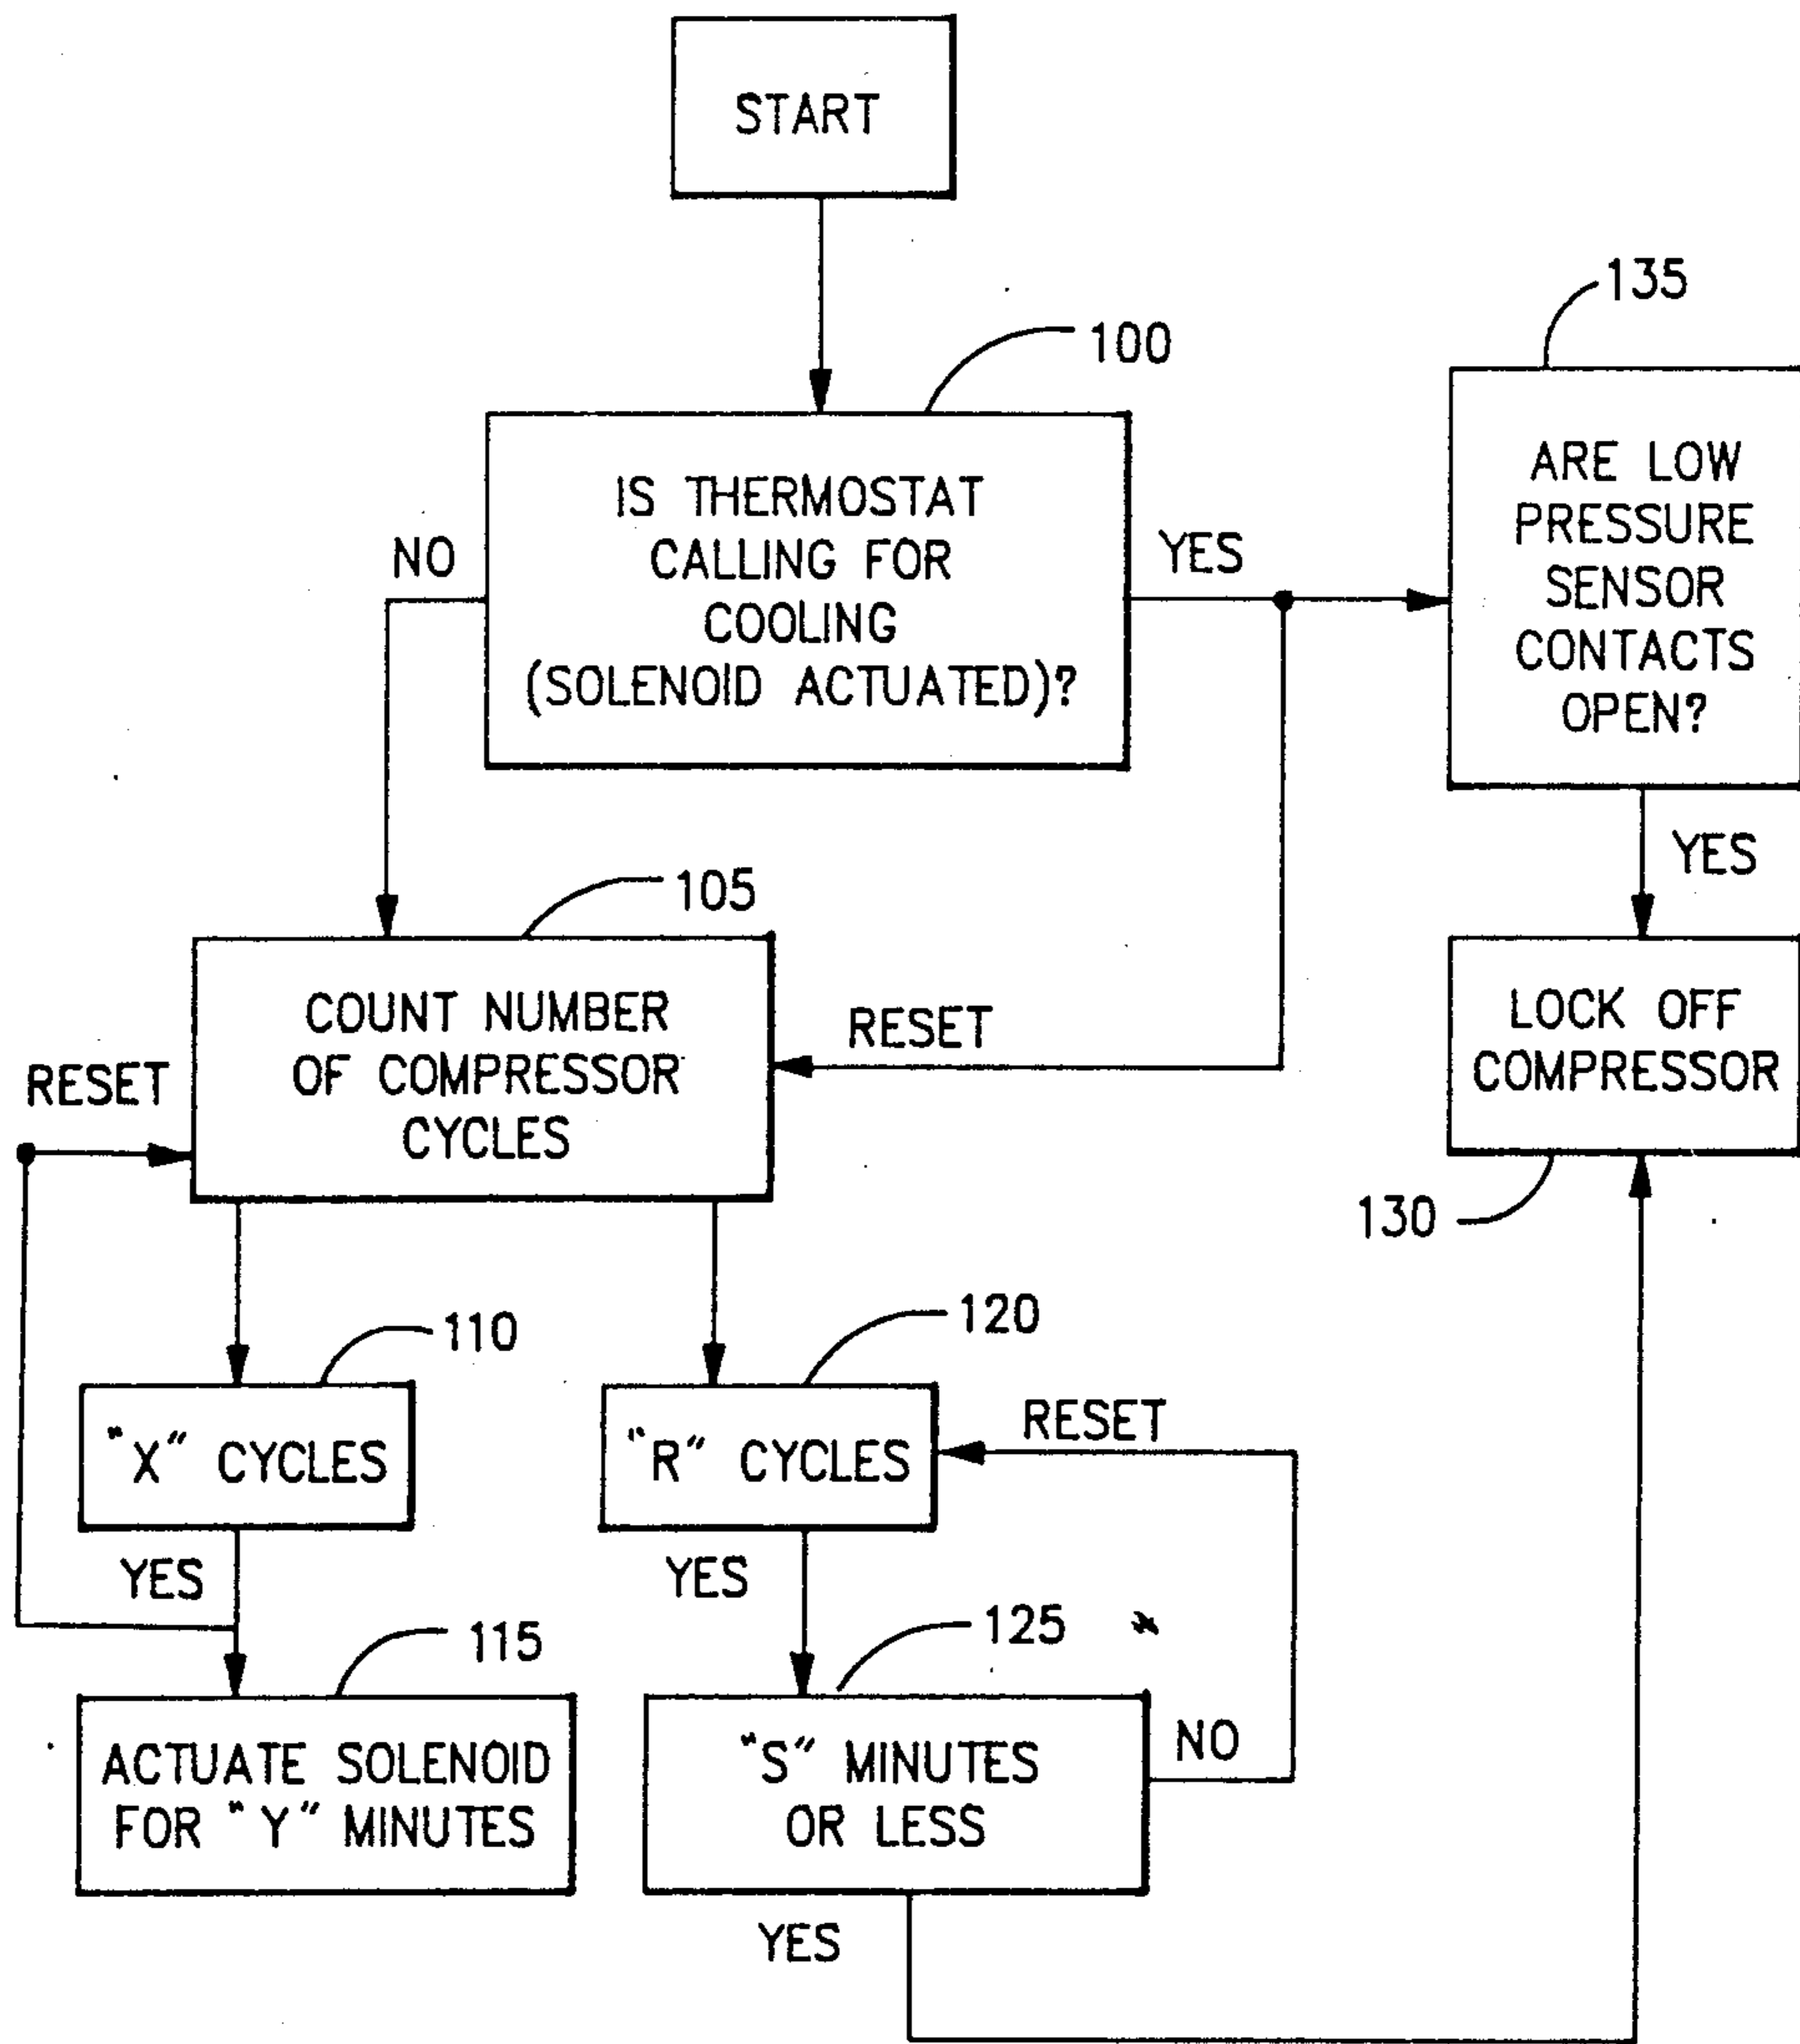 START
100
IS THERMOSTAT
CALLING FOR
COOLING
(SOLENOID ACTUATED)?
NO
YES
135
ARE LOW
PRESSURE
SENSOR
CONTACTS
OPEN?
YES
105
COUNT NUMBER
OF COMPRESSOR
CYCLES
RESET
RESET
LOCK OFF
COMPRESSOR
130
110
"X" CYCLES
YES
120
"R" CYCLES
RESET
YES
115
ACTUATE SOLENOID
FOR "Y" MINUTES
125
"S" MINUTES
OR LESS
NO
YES